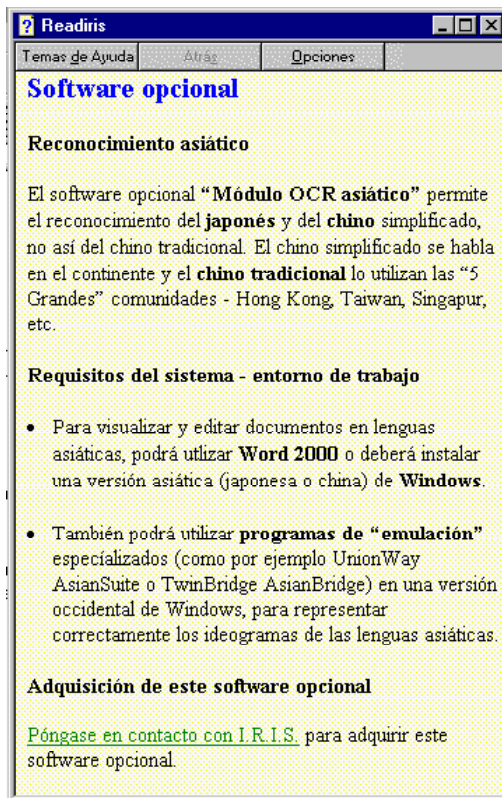 Readiris
Temas de Ayuda Atrás Opciones
Software opcional
Reconocimiento asiático
El software opcional “Módulo OCR asiático” permite
el reconocimiento del japonés y del chino simplificado,
no así del chino tradicional. El chino simplificado se habla
en el continente y el chino tradicional lo utilizan las “5
Grandes” comunidades - Hong Kong, Taiwan, Singapur,
etc.
Requisitos del sistema - entorno de trabajo
• Para visualizar y editar documentos en lenguas
asiáticas, podrá utlizar Word 2000 o deberá instalar
una versión asiática (japonesa o china) de Windows.
• También podrá utilizar programas de “emulación”
especíalizados (como por ejemplo UnionWay
AsianSuite o TwinBridge AsianBridge) en una versión
occidental de Windows, para representar
correctamente los ideogramas de las lenguas asiáticas.
Adquisición de este software opcional
Póngase en contacto con I.R.I.S. para adquirir este
software opcional.